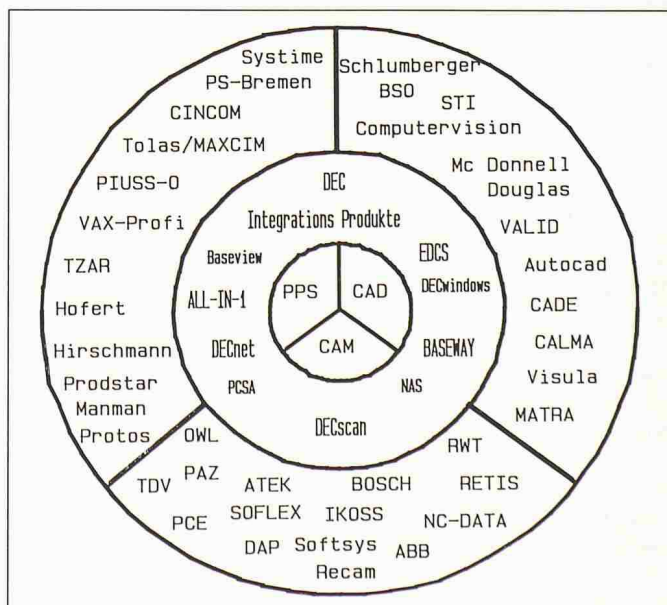 Systime
PS-Bremen
CINCOM
Tolas/MAXCIM
PIUSS-O
VAX-Profi
TZAR
Hofert
Hirschmann
Prodstar
Manman
Protos
Schlumberger
BSO
STI
Computervision
Mc Donnell
Douglas
VALID
Autocad
CADE
CALMA
Visula
MATRA
DEC
Integrations Produkte
Baseview
EDCS
ALL-IN-1
DECwindows
DECnet
BASEWAY
PCSA
NAS
DECscan
PPS
CAD
CAM
OWL
RWT
TDV
PAZ
ATEK
BOSCH
RETIS
PCE
SOFLEX
IKOSS
NC-DATA
DAP
Softsys
ABB
Recam